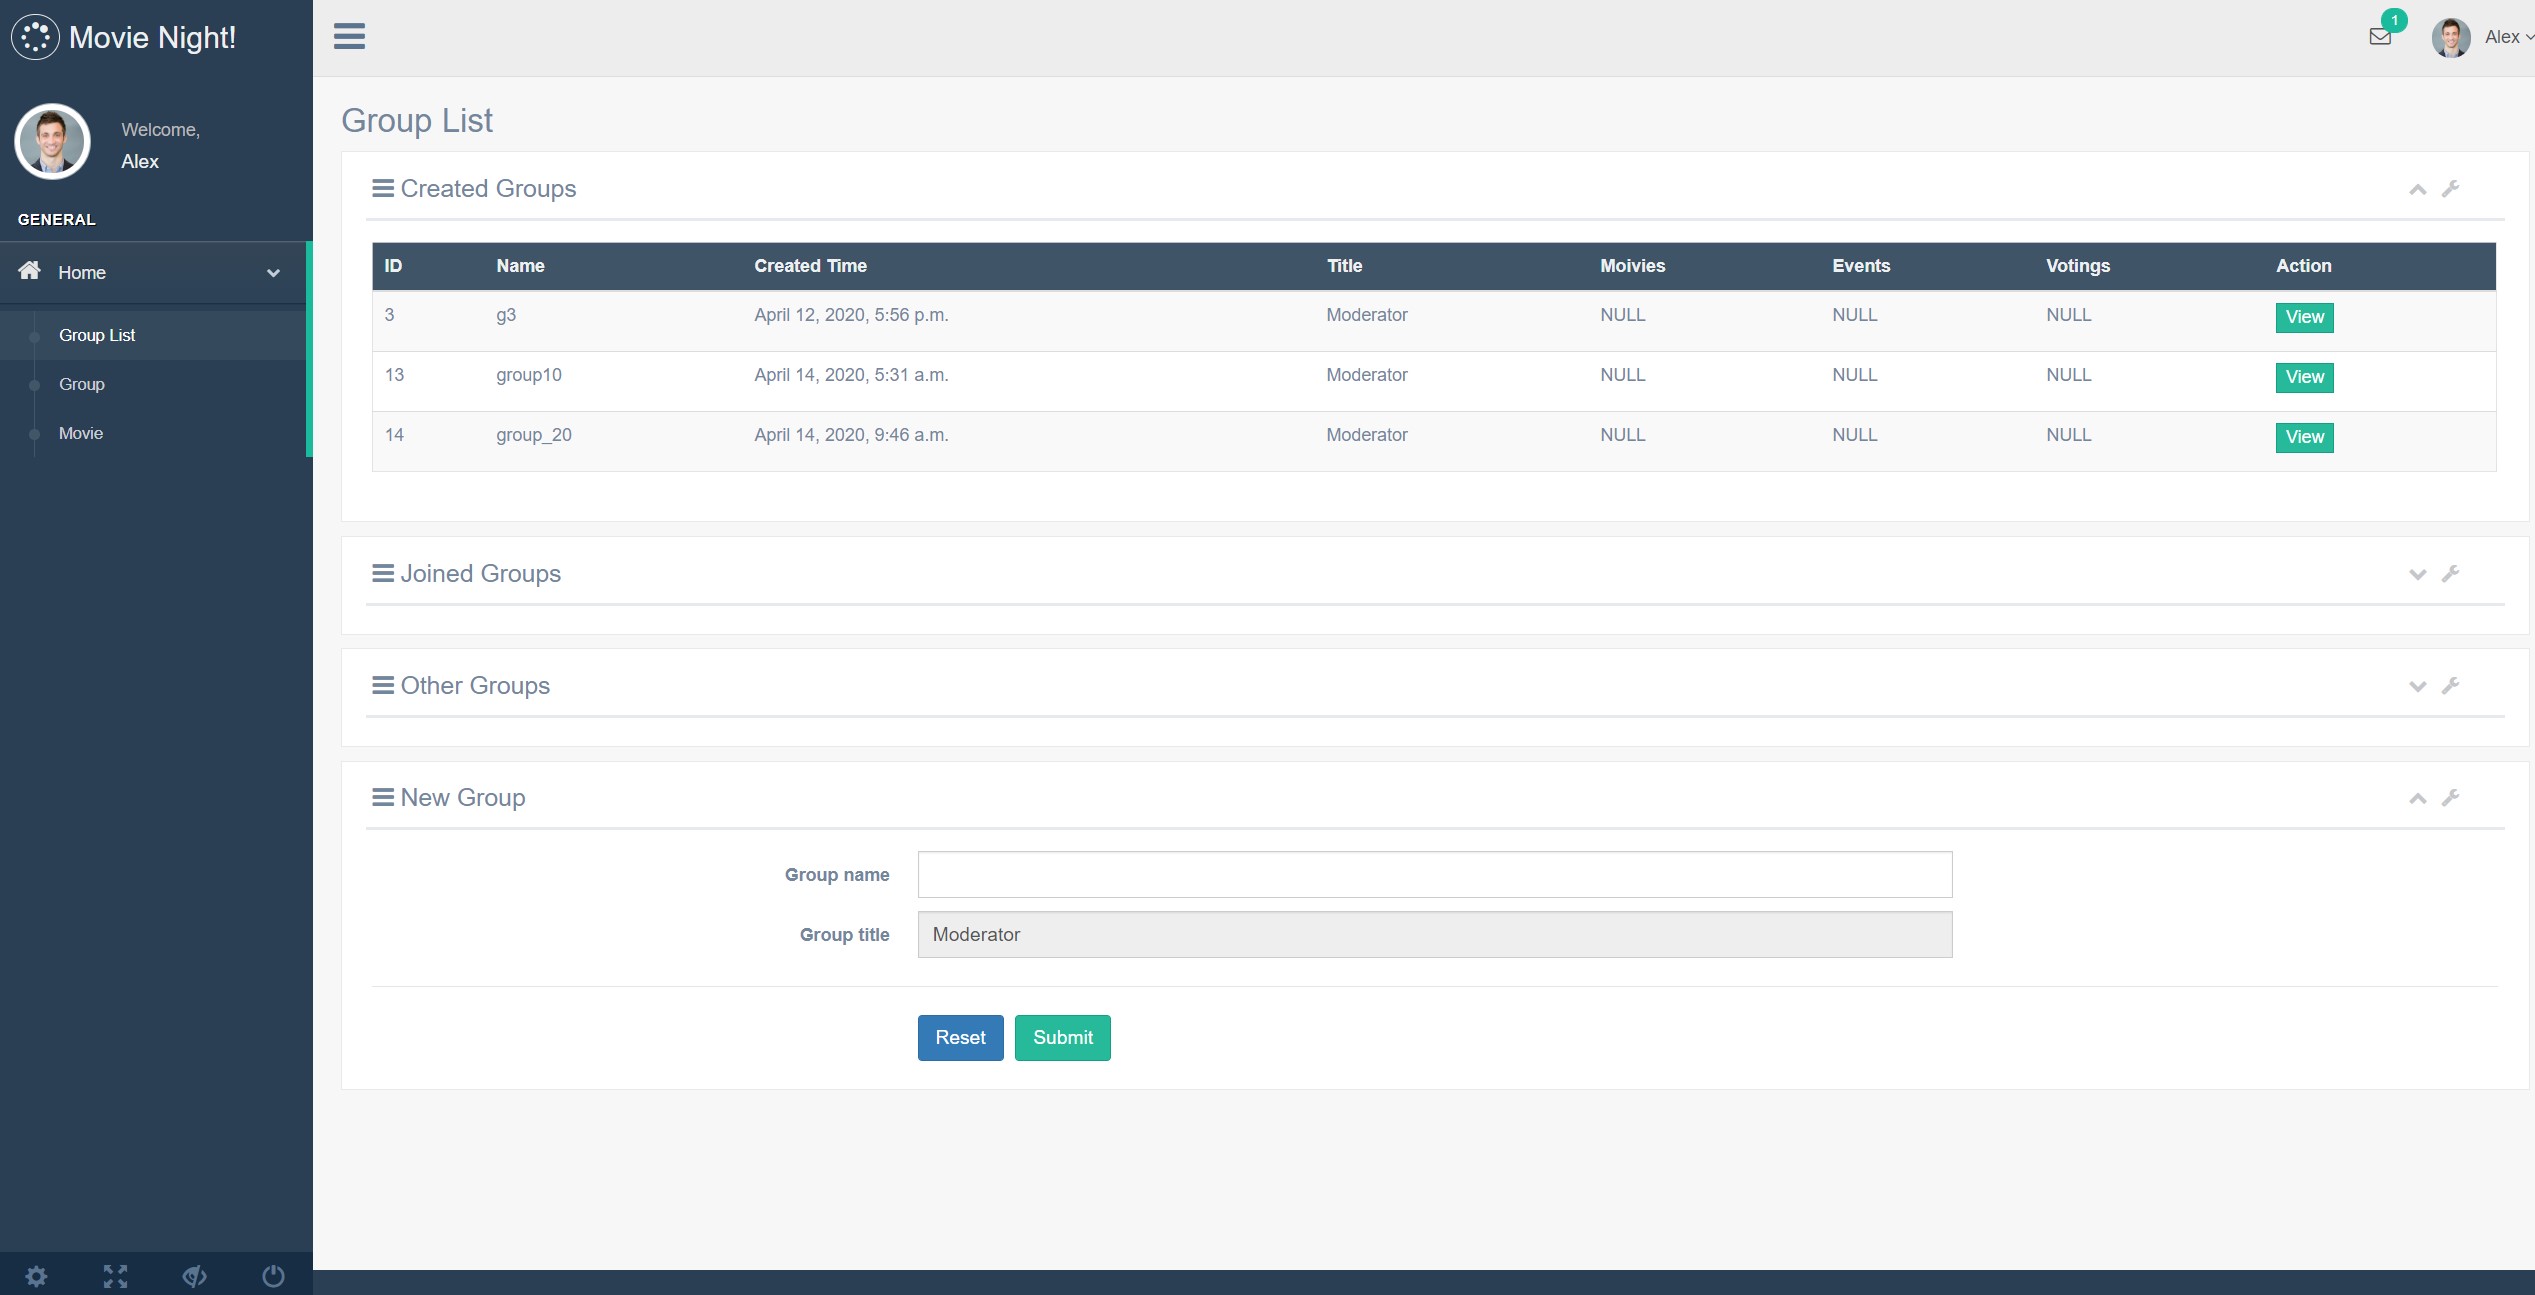 Movie Night!
1
Alex
Welcome,
Alex
GENERAL
Home
Group List
Group
Movie
Group List
Created Groups
ID Name Created Time Title Moivies Events Votings Action
3 g3 April 12, 2020, 5:56 p.m. Moderator NULL NULL NULL View
13 group10 April 14, 2020, 5:31 a.m. Moderator NULL NULL NULL View
14 group_20 April 14, 2020, 9:46 a.m. Moderator NULL NULL NULL View
Joined Groups
Other Groups
New Group
Group name
Group title Moderator
Reset Submit